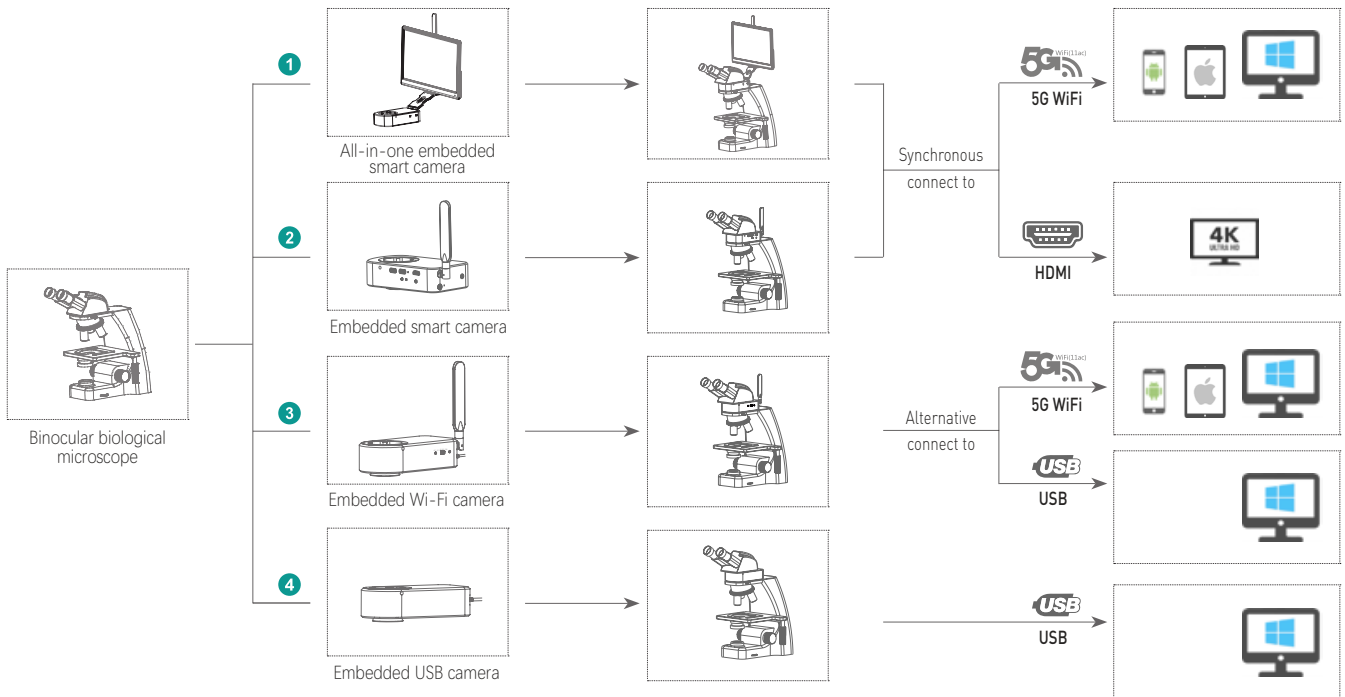 1
All-in-one embedded
smart camera
2
Embedded smart camera
Binocular biological
microscope
3
Embedded Wi-Fi camera
4
Embedded USB camera
Synchronous
connect to
5G WiFi(11ac)
5G WiFi
HDMI
4K
ULTRA HD
Alternative
connect to
5G WiFi(11ac)
5G WiFi
USB
USB
USB
USB